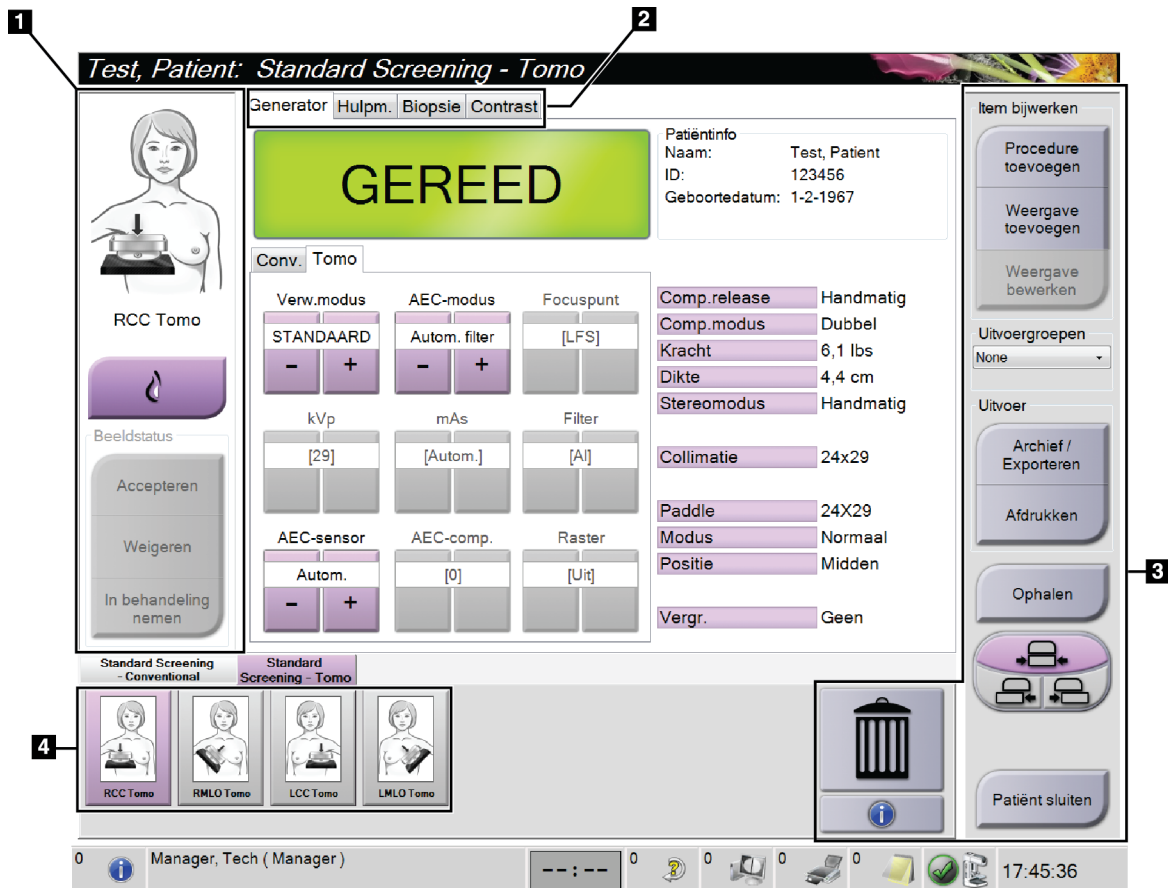 1
2
Test, Patient: Standard Screening - Tomo
Generator Hulpm. Biopsie Contrast
GEREED
Patiëntinfo
Naam: Test, Patient
ID: 123456
Geboortedatum: 1-2-1967
RCC Tomo
Beeldstatus
Accepteren
Weigeren
In behandeling
nemen
Conv. Tomo
Verw.modus AEC-modus Focuspunt
STANDAARD Autom. filter [LFS]
- + - +
kVp mAs Filter
[29] [Autom.] [Al]
AEC-sensor AEC-comp. Raster
Autom. [0] [Uit]
- +
Comp.release Handmatig
Comp.modus Dubbel
Kracht 6,1 lbs
Dikte 4,4 cm
Stereomodus Handmatig
Collimatie 24x29
Paddle 24X29
Modus Normaal
Positie Midden
Vergr. Geen
Item bijwerken
Procedure
toevoegen
Weergave
toevoegen
Weergave
bewerken
Uitvoergroepen
None
Uitvoer
Archief /
Exporteren
Afdrukken
3
Ophalen
Patiënt sluiten
Standard Screening
- Conventional
Standard
Screening - Tomo
4
RCC Tomo
RMLO Tomo
LCC Tomo
LMLO Tomo
0 Manager, Tech ( Manager ) --:-- 0 0 0 0 17:45:36